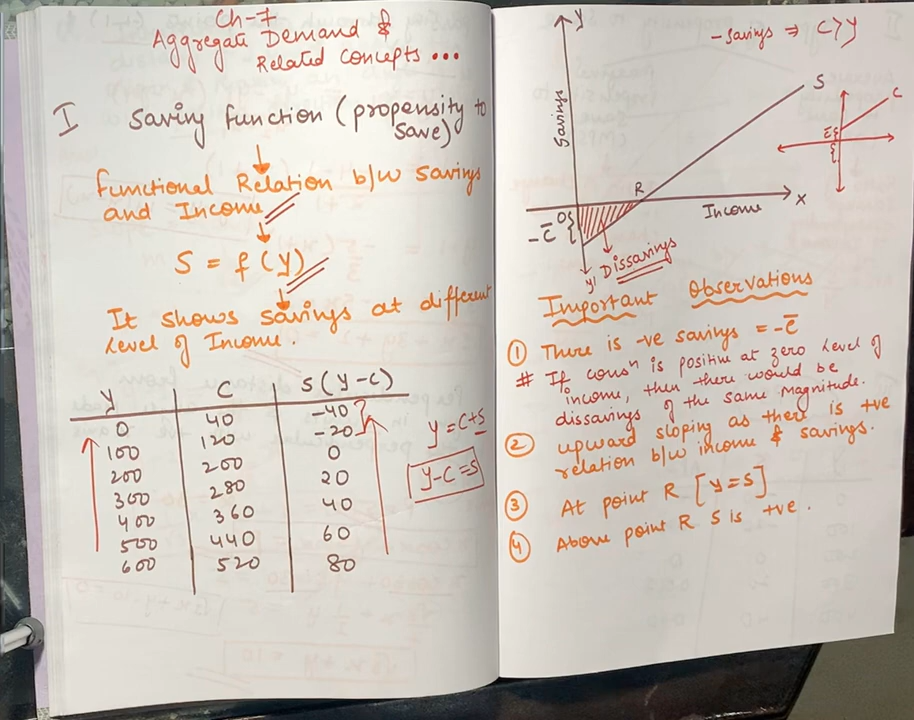 Ch-7
Aggregate Demand &
Related Concepts ...
I Saving function (propensity to
Save)
Functional Relation b/w savings
and Income
S = f (Y)
It shows savings at different
level of Income.
Y C S (Y-C)
0 40 -40
100 120 -20
200 200 0
300 280 20
400 360 40
500 440 60
600 520 80
Y = C+S
Y-C = S
- savings ⇒ C>Y
Y
Savings
S
C
C̅
R
O
Income X
-C̅
Y'
Dissavings
Important Observations
① There is -ve savings = -C̅
# If consⁿ is positive at zero level of
income, then there would be
dissavings of the same magnitude.
② upward sloping as there is +ve
relation b/w income & savings.
③ At point R [Y=S]
④ Above point R S is +ve.